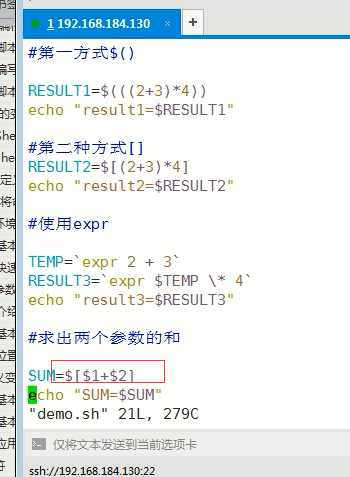 1 192.168.184.130 × +
#第一方式$()
RESULT1=$(((2+3)*4))
echo "result1=$RESULT1"
#第二种方式[]
RESULT2=$[(2+3)*4]
echo "result2=$RESULT2"
#使用expr
TEMP=`expr 2 + 3`
RESULT3=`expr $TEMP \* 4`
echo "result3=$RESULT3"
#求出两个参数的和
SUM=$[$1+$2]
echo "SUM=$SUM"
"demo.sh" 21L, 279C
仅将文本发送到当前选项卡
ssh://192.168.184.130:22